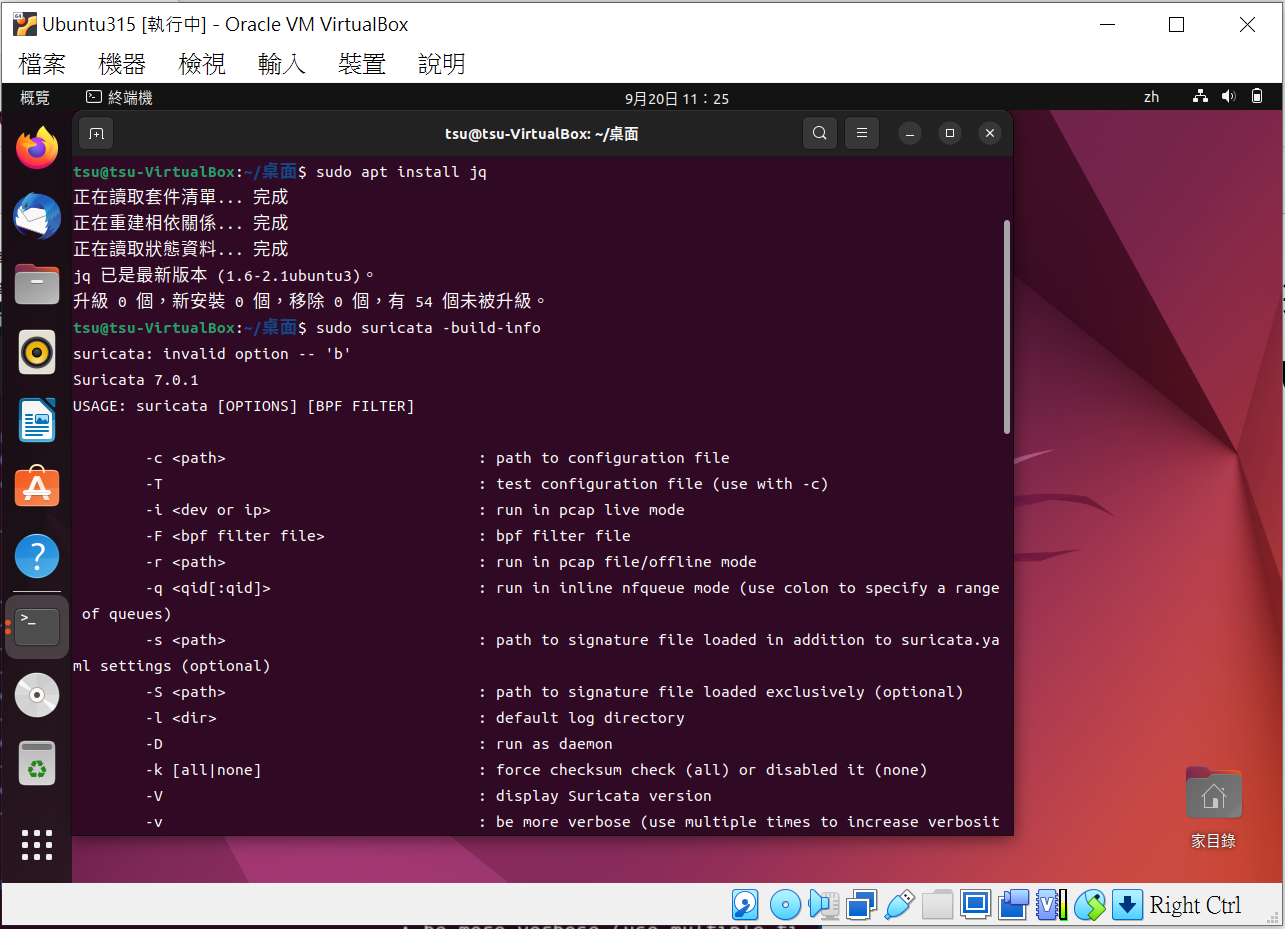 Ubuntu315 [執行中] - Oracle VM VirtualBox
檔案 機器 檢視 輸入 裝置 說明
概覽 終端機 9月20日 11：25 zh
tsu@tsu-VirtualBox: ~/桌面
tsu@tsu-VirtualBox:~/桌面$ sudo apt install jq
正在讀取套件清單... 完成
正在重建相依關係... 完成
正在讀取狀態資料... 完成
jq 已是最新版本 (1.6-2.1ubuntu3)。
升級 0 個，新安裝 0 個，移除 0 個，有 54 個未被升級。
tsu@tsu-VirtualBox:~/桌面$ sudo suricata -build-info
suricata: invalid option -- 'b'
Suricata 7.0.1
USAGE: suricata [OPTIONS] [BPF FILTER]
-c <path> : path to configuration file
-T : test configuration file (use with -c)
-i <dev or ip> : run in pcap live mode
-F <bpf filter file> : bpf filter file
-r <path> : run in pcap file/offline mode
-q <qid[:qid]> : run in inline nfqueue mode (use colon to specify a range
of queues)
-s <path> : path to signature file loaded in addition to suricata.ya
ml settings (optional)
-S <path> : path to signature file loaded exclusively (optional)
-l <dir> : default log directory
-D : run as daemon
-k [all|none] : force checksum check (all) or disabled it (none)
-V : display Suricata version
-v : be more verbose (use multiple times to increase verbosit
家目錄
Right Ctrl